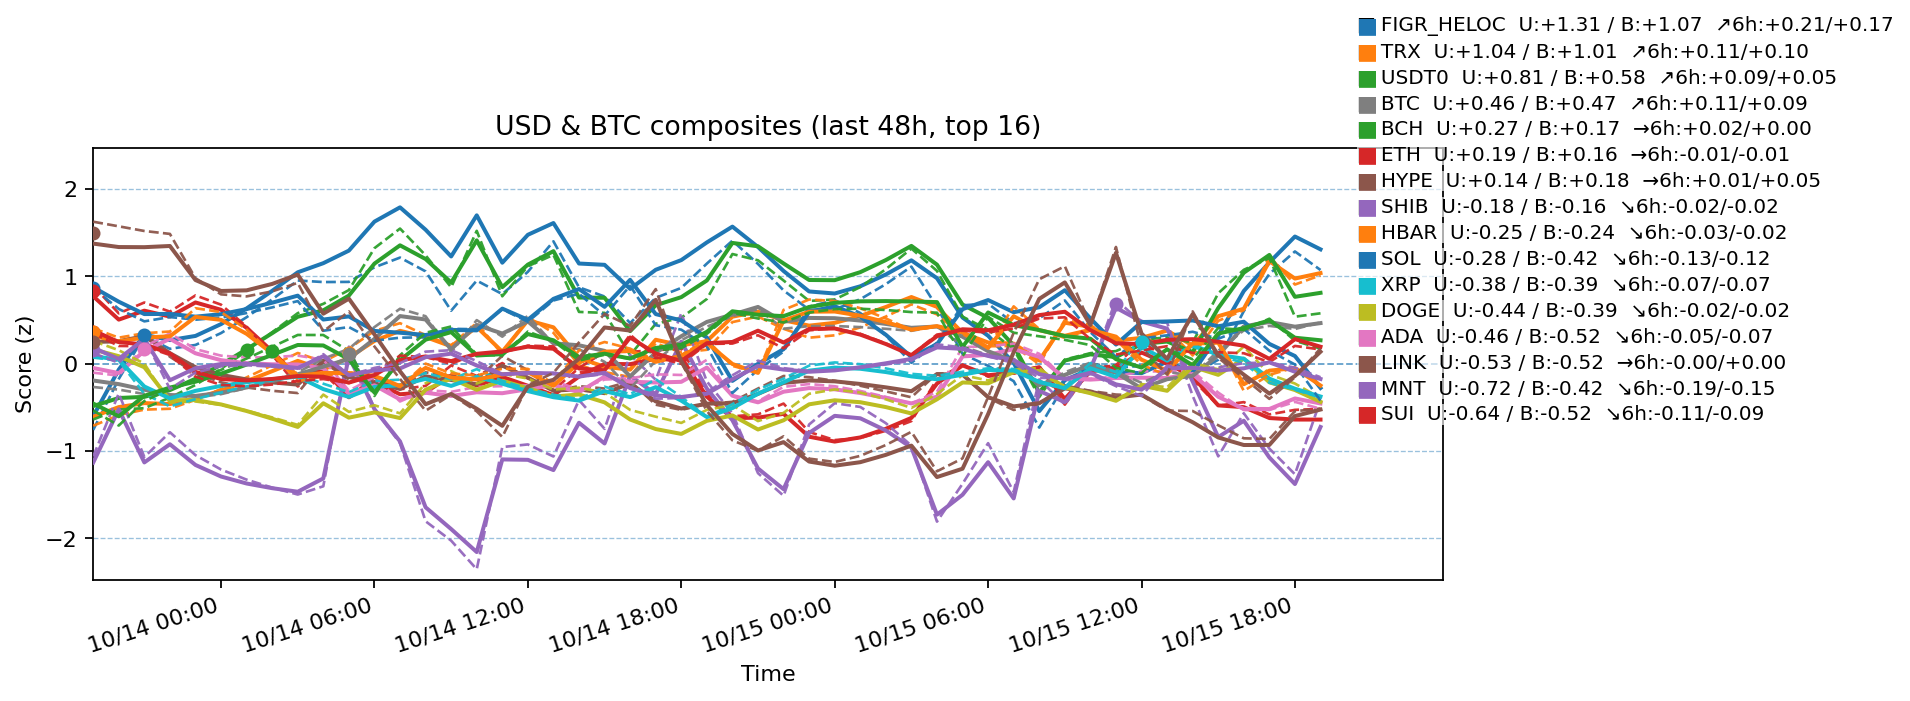 FIGR_HELOC  U:+1.31 / B:+1.07  ↗6h:+0.21/+0.17
TRX  U:+1.04 / B:+1.01  ↗6h:+0.11/+0.10
USDT0  U:+0.81 / B:+0.58  ↗6h:+0.09/+0.05
BTC  U:+0.46 / B:+0.47  ↗6h:+0.11/+0.09
BCH  U:+0.27 / B:+0.17  →6h:+0.02/+0.00
ETH  U:+0.19 / B:+0.16  →6h:-0.01/-0.01
HYPE  U:+0.14 / B:+0.18  →6h:+0.01/+0.05
SHIB  U:-0.18 / B:-0.16  ↘6h:-0.02/-0.02
HBAR  U:-0.25 / B:-0.24  ↘6h:-0.03/-0.02
SOL  U:-0.28 / B:-0.42  ↘6h:-0.13/-0.12
XRP  U:-0.38 / B:-0.39  ↘6h:-0.07/-0.07
DOGE  U:-0.44 / B:-0.39  ↘6h:-0.02/-0.02
ADA  U:-0.46 / B:-0.52  ↘6h:-0.05/-0.07
LINK  U:-0.53 / B:-0.52  →6h:-0.00/+0.00
MNT  U:-0.72 / B:-0.42  ↘6h:-0.19/-0.15
SUI  U:-0.64 / B:-0.52  ↘6h:-0.11/-0.09
USD & BTC composites (last 48h, top 16)
Score (z)
2
1
0
−1
−2
10/14 00:00
10/14 06:00
10/14 12:00
10/14 18:00
10/15 00:00
10/15 06:00
10/15 12:00
10/15 18:00
Time